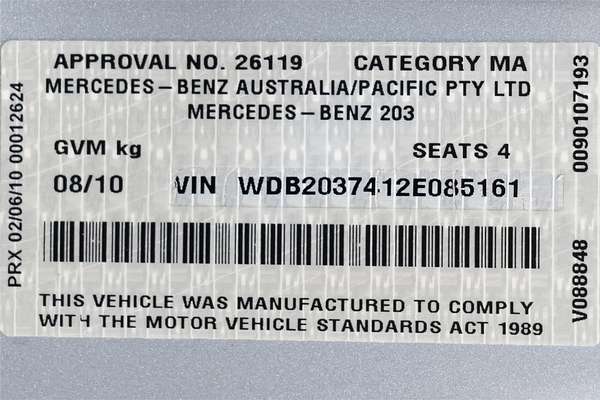 APPROVAL NO. 26119 CATEGORY MA
MERCEDES-BENZ AUSTRALIA/PACIFIC PTY LTD
MERCEDES-BENZ 203
GVM kg SEATS 4
08/10 VIN WDB2037412E085161
THIS VEHICLE WAS MANUFACTURED TO COMPLY
WITH THE MOTOR VEHICLE STANDARDS ACT 1989
PRX 02/06/10 00012624
0090107193
V088848